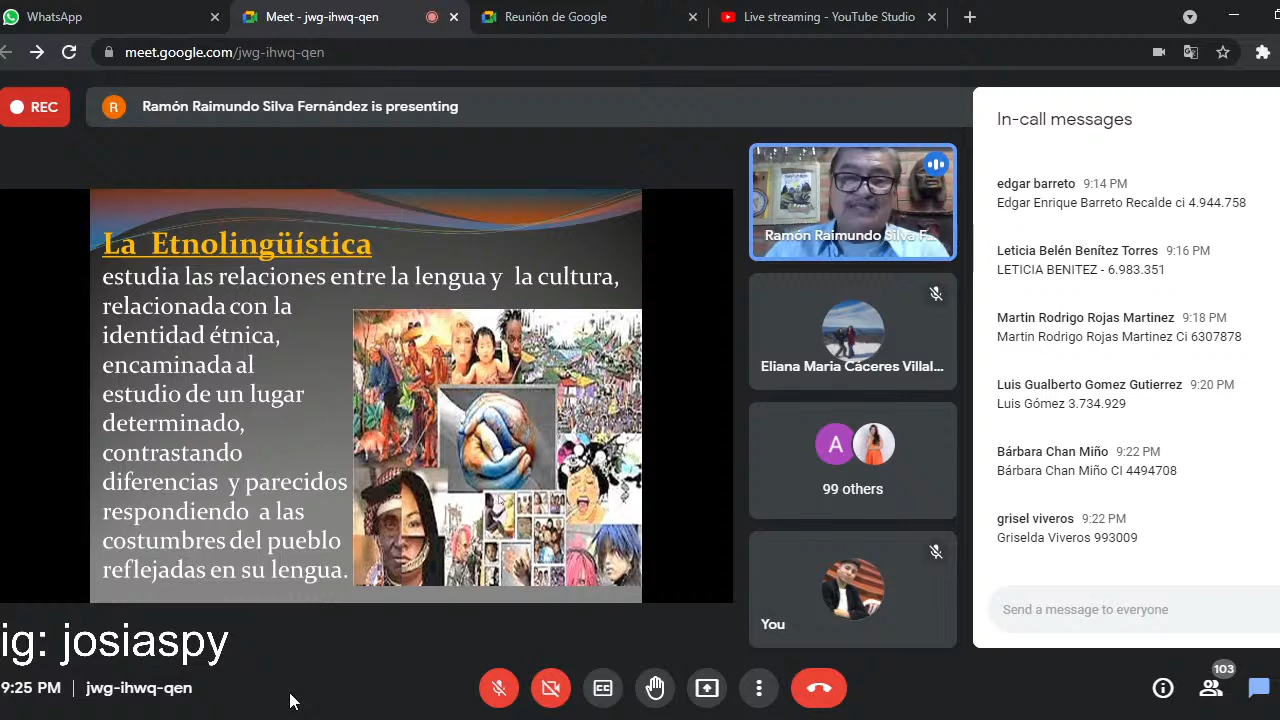 WhatsApp
Meet - jwg-ihwq-qen
Reunión de Google
Live streaming - YouTube Studio
meet.google.com/jwg-ihwq-qen
REC
R
Ramón Raimundo Silva Fernández is presenting
La Etnolingüística
estudia las relaciones entre la lengua y la cultura,
relacionada con la
identidad étnica,
encaminada al
estudio de un lugar
determinado,
contrastando
diferencias y parecidos
respondiendo a las
costumbres del pueblo
reflejadas en su lengua.
Ramón Raimundo Silva F...
Eliana Maria Cáceres Villal...
A
99 others
You
In-call messages
edgar barreto 9:14 PM
Edgar Enrique Barreto Recalde ci 4.944.758
Leticia Belén Benítez Torres 9:16 PM
LETICIA BENITEZ - 6.983.351
Martin Rodrigo Rojas Martinez 9:18 PM
Martin Rodrigo Rojas Martinez Ci 6307878
Luis Gualberto Gomez Gutierrez 9:20 PM
Luis Gómez 3.734.929
Bárbara Chan Miño 9:22 PM
Bárbara Chan Miño CI 4494708
grisel viveros 9:22 PM
Griselda Viveros 993009
Send a message to everyone
ig: josiaspy
9:25 PM | jwg-ihwq-qen
CC
103